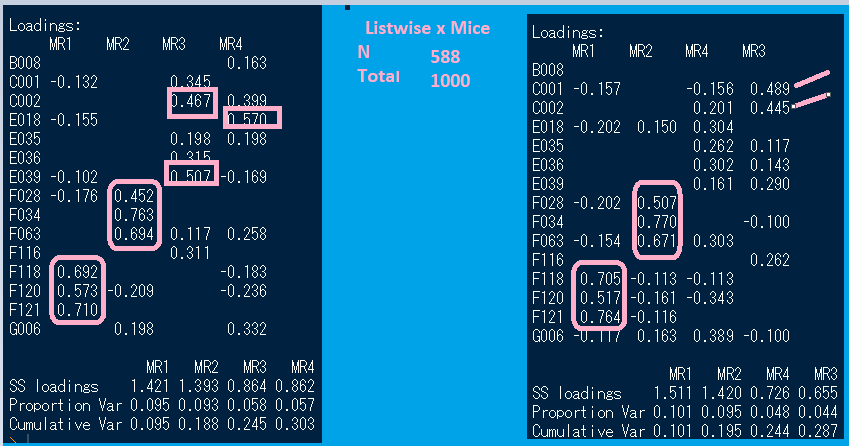 Loadings:
MR1 MR2 MR3 MR4
B008 0.163
C001 -0.132 0.345
C002 0.467 0.399
E018 -0.155 0.570
E035 0.198 0.198
E036 0.315
E039 -0.102 0.507 -0.169
F028 -0.176 0.452
F034 0.763
F063 0.694 0.117 0.258
F116 0.311
F118 0.692 -0.183
F120 0.573 -0.209 -0.236
F121 0.710
G006 0.198 0.332
MR1 MR2 MR3 MR4
SS loadings 1.421 1.393 0.864 0.862
Proportion Var 0.095 0.093 0.058 0.057
Cumulative Var 0.095 0.188 0.245 0.303
Listwise x Mice
N 588
Total 1000
Loadings:
MR1 MR2 MR4 MR3
B008
C001 -0.157 -0.156 0.489
C002 0.201 0.445
E018 -0.202 0.150 0.304
E035 0.262 0.117
E036 0.302 0.143
E039 0.161 0.290
F028 -0.202 0.507
F034 0.770 -0.100
F063 -0.154 0.671 0.303
F116 0.262
F118 0.705 -0.113 -0.113
F120 0.517 -0.161 -0.343
F121 0.764 -0.116
G006 -0.117 0.163 0.389 -0.100
MR1 MR2 MR4 MR3
SS loadings 1.511 1.420 0.726 0.655
Proportion Var 0.101 0.095 0.048 0.044
Cumulative Var 0.101 0.195 0.244 0.287